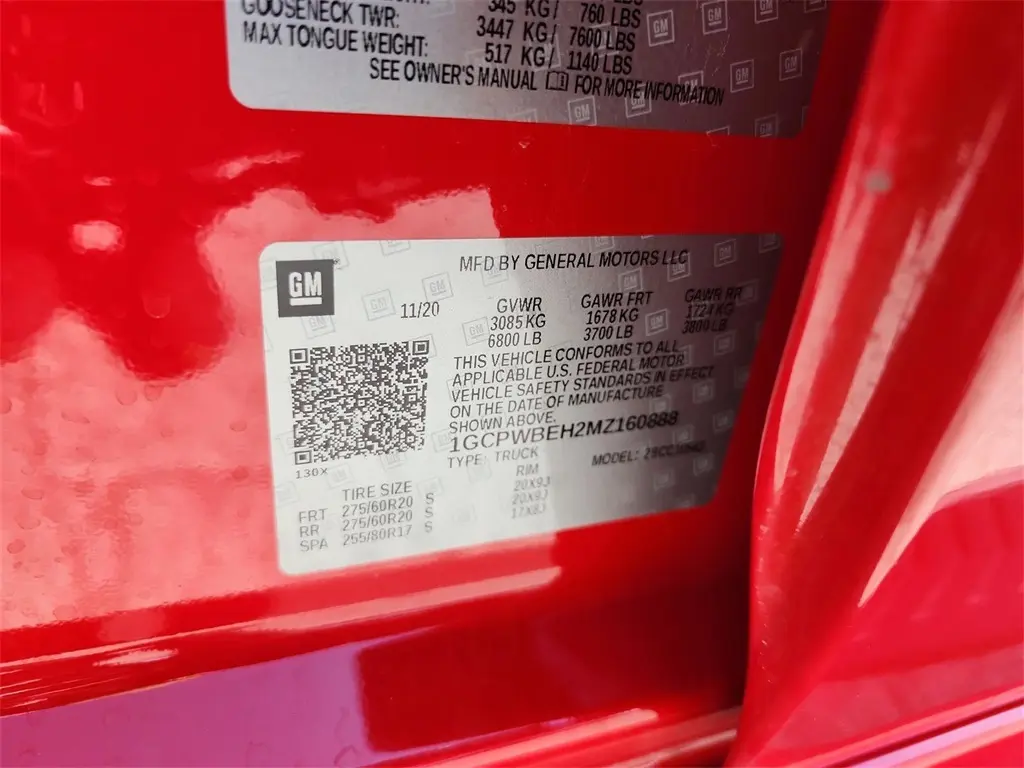 345 KG/ 760 LBS
GOOSENECK TWR: 3447 KG/ 7600 LBS
MAX TONGUE WEIGHT: 517 KG/ 1140 LBS
SEE OWNER'S MANUAL FOR MORE INFORMATION
GM
MFD BY GENERAL MOTORS LLC
11/20 GVWR GAWR FRT GAWR RR
3085 KG 1678 KG 1724 KG
6800 LB 3700 LB 3800 LB
THIS VEHICLE CONFORMS TO ALL
APPLICABLE U.S. FEDERAL MOTOR
VEHICLE SAFETY STANDARDS IN EFFECT
ON THE DATE OF MANUFACTURE
SHOWN ABOVE.
1GCPWBEH2MZ160888
130X
TYPE: TRUCK MODEL:
TIRE SIZE RIM
FRT 275/60R20 S 20X9J
RR 275/60R20 S 20X9J
SPA 255/80R17 S 17X8J